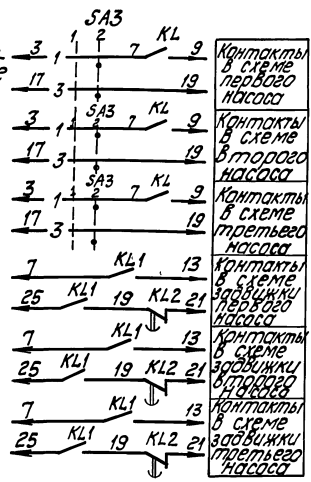 SA3
1 2
3 1 7 KL 9
Контакты
в схеме
первого
насоса
17 3 19
SA3
3 1 2 7 KL 9
Контакты
в схеме
второго
насоса
17 3 19
SA3
3 1 2 7 KL 9
Контакты
в схеме
третьего
насоса
17 3 19
7 KL1 13
25 KL1 19 KL2 21
Контакты
в схеме
задвижки
первого
насоса
7 KL1 13
25 KL1 19 KL2 21
Контакты
в схеме
задвижки
второго
насоса
7 KL1 13
25 KL1 19 KL2 21
Контакты
в схеме
задвижки
третьего
насоса